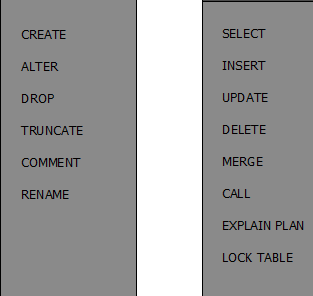 CREATE
ALTER
DROP
TRUNCATE
COMMENT
RENAME
SELECT
INSERT
UPDATE
DELETE
MERGE
CALL
EXPLAIN PLAN
LOCK TABLE